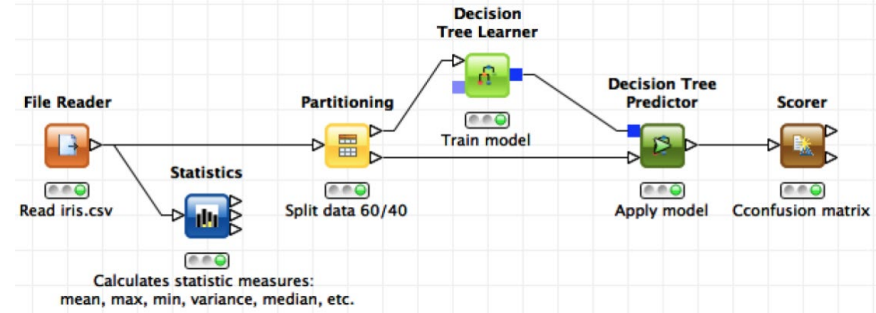 Decision
Tree Learner
File Reader
Partitioning
Decision Tree
Predictor
Scorer
Train model
Statistics
Read iris.csv
Split data 60/40
Apply model
Cconfusion matrix
Calculates statistic measures:
mean, max, min, variance, median, etc.